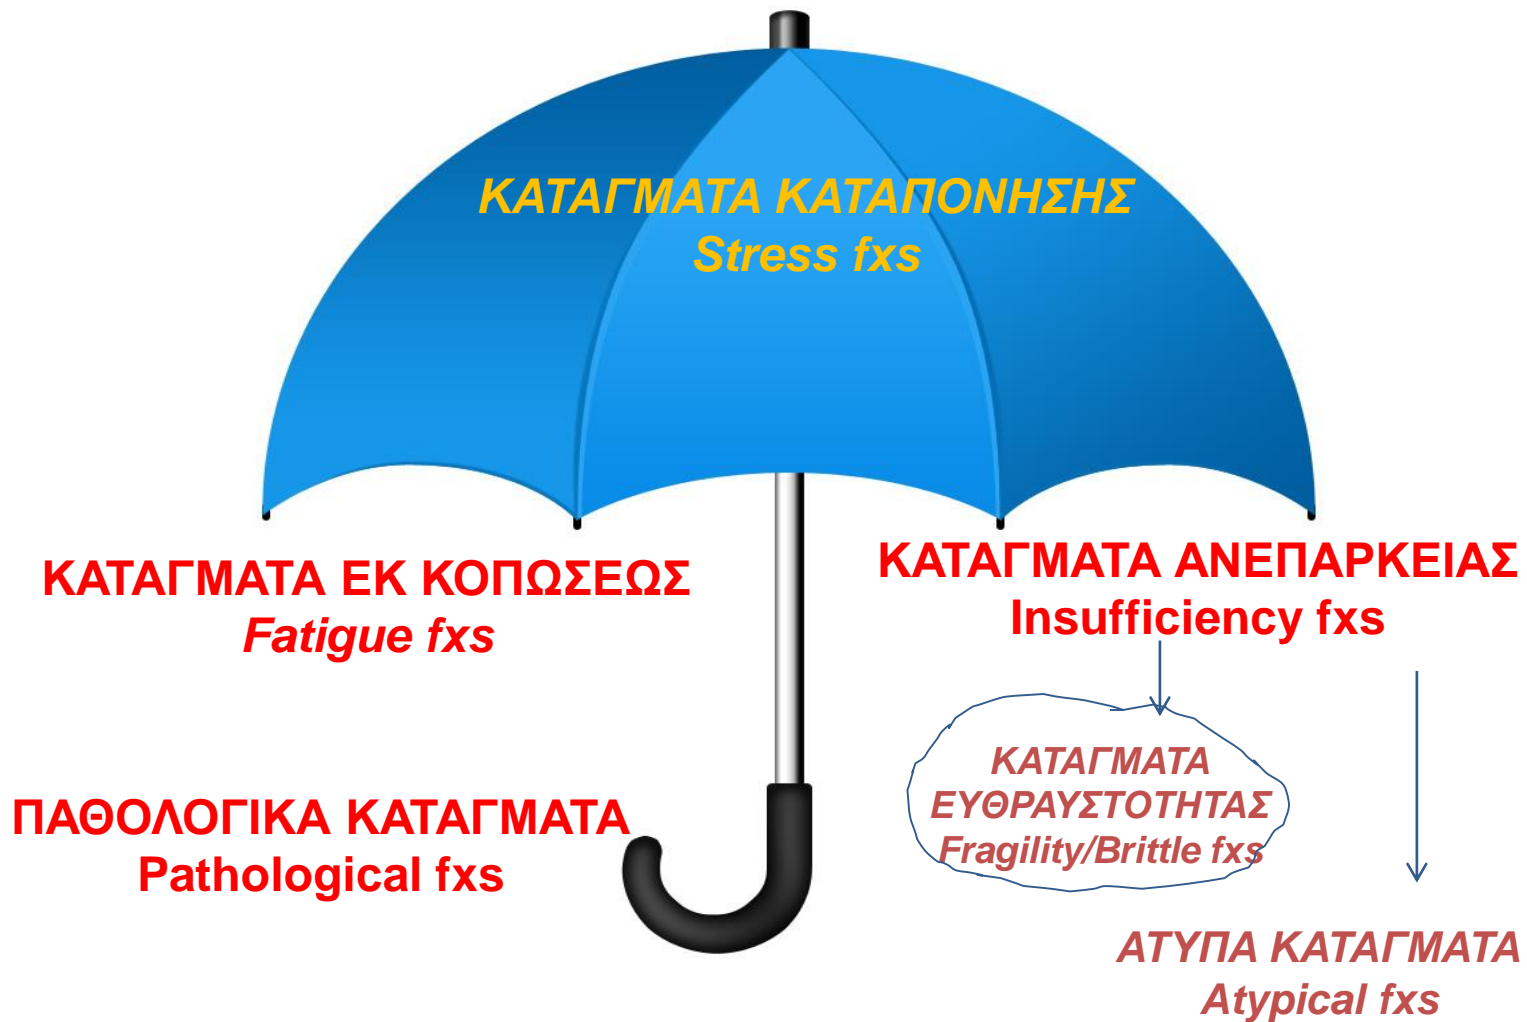 ΚΑΤΑΓΜΑΤΑ ΚΑΤΑΠΟΝΗΣΗΣ
Stress fxs
ΚΑΤΑΓΜΑΤΑ ΕΚ ΚΟΠΩΣΕΩΣ
Fatigue fxs
ΚΑΤΑΓΜΑΤΑ ΑΝΕΠΑΡΚΕΙΑΣ
Insufficiency fxs
ΠΑΘΟΛΟΓΙΚΑ ΚΑΤΑΓΜΑΤΑ
Pathological fxs
ΚΑΤΑΓΜΑΤΑ
ΕΥΘΡΑΥΣΤΟΤΗΤΑΣ
Fragility/Brittle fxs
ΑΤΥΠΑ ΚΑΤΑΓΜΑΤΑ
Atypical fxs